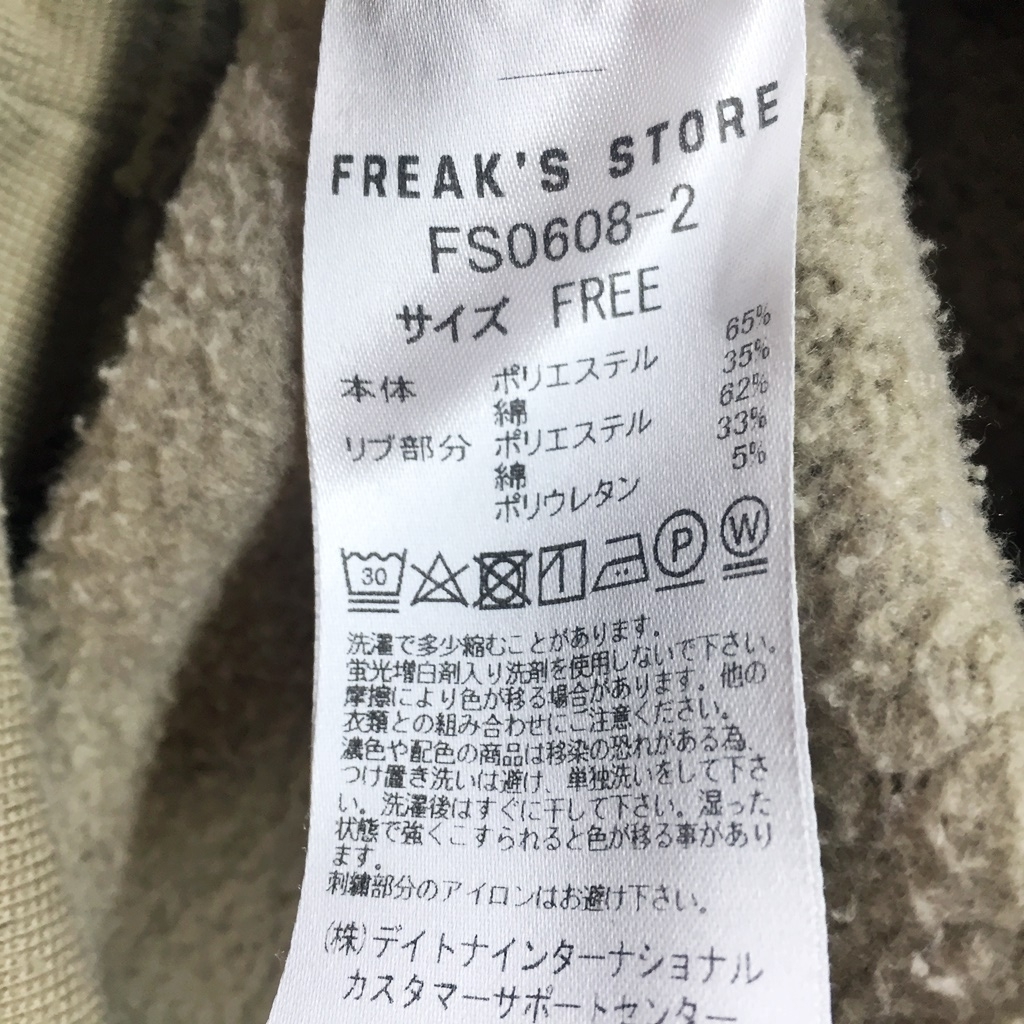 FREAK'S STORE
FS0608-2
サイズ FREE
本体 ポリエステル 65%
綿 35%
リブ部分 ポリエステル 62%
綿 33%
ポリウレタン 5%
30 P W
洗濯で多少縮むことがあります。
蛍光増白剤入り洗剤を使用しないで下さい。
摩擦により色が移る場合があります。他の
衣類との組み合わせにご注意ください。
濃色や配色の商品は移染の恐れがある為、
つけ置き洗いは避け、単独洗いをして下さ
い。洗濯後はすぐに干して下さい。湿った
状態で強くこすられると色が移る事があり
ます。
刺繍部分のアイロンはお避け下さい。
(株)デイトナインターナショナル
カスタマーサポートセンター